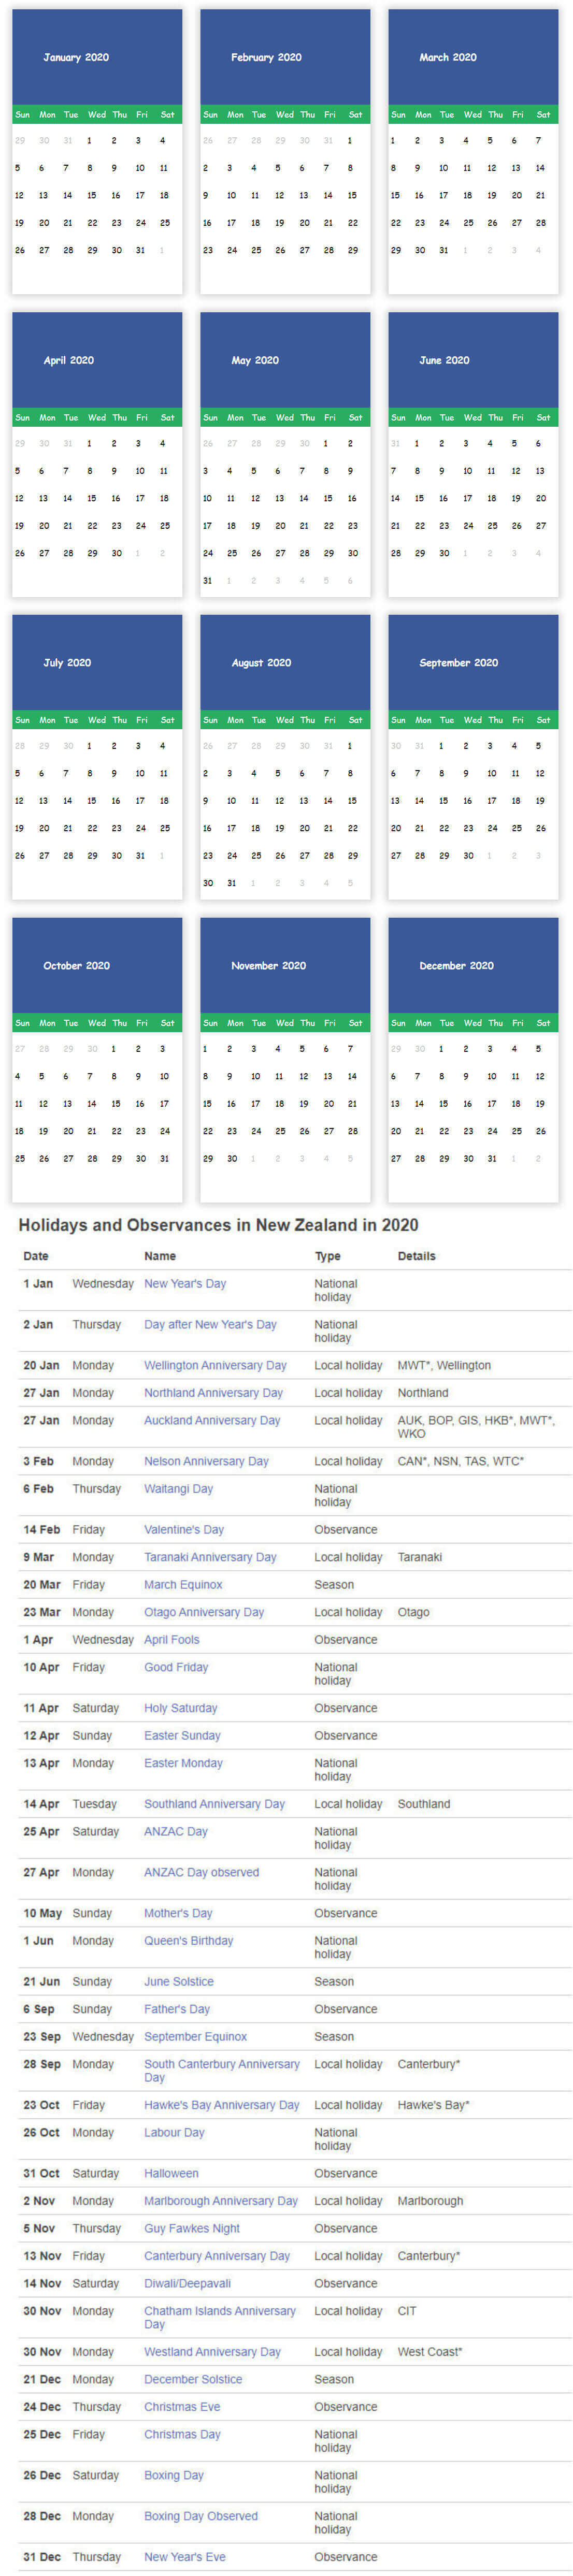 January 2020
February 2020
March 2020
Sun Mon Tue Wed Thu Fri Sat
Sun Mon Tue Wed Thu Fri Sat
Sun Mon Tue Wed Thu Fri Sat
29 30 31 1 2 3 4
26 27 28 29 30 31 1
1 2 3 4 5 6 7
5 6 7 8 9 10 11
2 3 4 5 6 7 8
8 9 10 11 12 13 14
12 13 14 15 16 17 18
9 10 11 12 13 14 15
15 16 17 18 19 20 21
19 20 21 22 23 24 25
16 17 18 19 20 21 22
22 23 24 25 26 27 28
26 27 28 29 30 31 1
23 24 25 26 27 28 29
29 30 31 1 2 3 4
April 2020
May 2020
June 2020
Sun Mon Tue Wed Thu Fri Sat
Sun Mon Tue Wed Thu Fri Sat
Sun Mon Tue Wed Thu Fri Sat
29 30 31 1 2 3 4
26 27 28 29 30 1 2
31 1 2 3 4 5 6
5 6 7 8 9 10 11
3 4 5 6 7 8 9
7 8 9 10 11 12 13
12 13 14 15 16 17 18
10 11 12 13 14 15 16
14 15 16 17 18 19 20
19 20 21 22 23 24 25
17 18 19 20 21 22 23
21 22 23 24 25 26 27
26 27 28 29 30 1 2
24 25 26 27 28 29 30
28 29 30 1 2 3 4
31 1 2 3 4 5 6
July 2020
August 2020
September 2020
Sun Mon Tue Wed Thu Fri Sat
Sun Mon Tue Wed Thu Fri Sat
Sun Mon Tue Wed Thu Fri Sat
28 29 30 1 2 3 4
26 27 28 29 30 31 1
30 31 1 2 3 4 5
5 6 7 8 9 10 11
2 3 4 5 6 7 8
6 7 8 9 10 11 12
12 13 14 15 16 17 18
9 10 11 12 13 14 15
13 14 15 16 17 18 19
19 20 21 22 23 24 25
16 17 18 19 20 21 22
20 21 22 23 24 25 26
26 27 28 29 30 31 1
23 24 25 26 27 28 29
27 28 29 30 1 2 3
30 31 1 2 3 4 5
October 2020
November 2020
December 2020
Sun Mon Tue Wed Thu Fri Sat
Sun Mon Tue Wed Thu Fri Sat
Sun Mon Tue Wed Thu Fri Sat
27 28 29 30 1 2 3
1 2 3 4 5 6 7
29 30 1 2 3 4 5
4 5 6 7 8 9 10
8 9 10 11 12 13 14
6 7 8 9 10 11 12
11 12 13 14 15 16 17
15 16 17 18 19 20 21
13 14 15 16 17 18 19
18 19 20 21 22 23 24
22 23 24 25 26 27 28
20 21 22 23 24 25 26
25 26 27 28 29 30 31
29 30 1 2 3 4 5
27 28 29 30 31 1 2
Holidays and Observances in New Zealand in 2020
Date Name Type Details
1 Jan Wednesday New Year's Day National
holiday
2 Jan Thursday Day after New Year's Day National
holiday
20 Jan Monday Wellington Anniversary Day Local holiday MWT*, Wellington
27 Jan Monday Northland Anniversary Day Local holiday Northland
27 Jan Monday Auckland Anniversary Day Local holiday AUK, BOP, GIS, HKB*, MWT*,
WKO
3 Feb Monday Nelson Anniversary Day Local holiday CAN*, NSN, TAS, WTC*
6 Feb Thursday Waitangi Day National
holiday
14 Feb Friday Valentine's Day Observance
9 Mar Monday Taranaki Anniversary Day Local holiday Taranaki
20 Mar Friday March Equinox Season
23 Mar Monday Otago Anniversary Day Local holiday Otago
1 Apr Wednesday April Fools Observance
10 Apr Friday Good Friday National
holiday
11 Apr Saturday Holy Saturday Observance
12 Apr Sunday Easter Sunday Observance
13 Apr Monday Easter Monday National
holiday
14 Apr Tuesday Southland Anniversary Day Local holiday Southland
25 Apr Saturday ANZAC Day National
holiday
27 Apr Monday ANZAC Day observed National
holiday
10 May Sunday Mother's Day Observance
1 Jun Monday Queen's Birthday National
holiday
21 Jun Sunday June Solstice Season
6 Sep Sunday Father's Day Observance
23 Sep Wednesday September Equinox Season
28 Sep Monday South Canterbury Anniversary Local holiday Canterbury*
Day
23 Oct Friday Hawke's Bay Anniversary Day Local holiday Hawke's Bay*
26 Oct Monday Labour Day National
holiday
31 Oct Saturday Halloween Observance
2 Nov Monday Marlborough Anniversary Day Local holiday Marlborough
5 Nov Thursday Guy Fawkes Night Observance
13 Nov Friday Canterbury Anniversary Day Local holiday Canterbury*
14 Nov Saturday Diwali/Deepavali Observance
30 Nov Monday Chatham Islands Anniversary Local holiday CIT
Day
30 Nov Monday Westland Anniversary Day Local holiday West Coast*
21 Dec Monday December Solstice Season
24 Dec Thursday Christmas Eve Observance
25 Dec Friday Christmas Day National
holiday
26 Dec Saturday Boxing Day National
holiday
28 Dec Monday Boxing Day Observed National
holiday
31 Dec Thursday New Year's Eve Observance